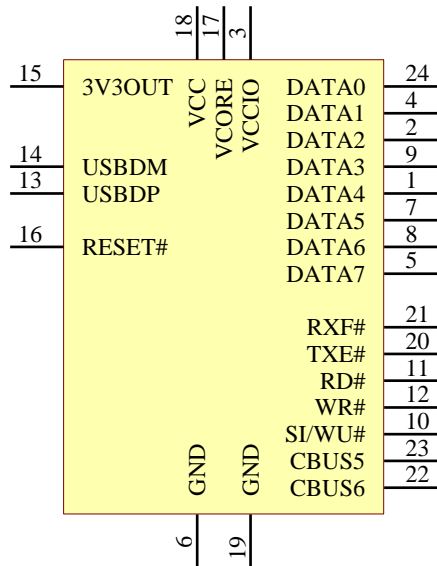 18 17 3
15 3V3OUT VCC VCORE VCCIO DATA0 24
DATA1 4
DATA2 2
14 USBDM DATA3 9
13 USBDP DATA4 1
DATA5 7
16 RESET# DATA6 8
DATA7 5
RXF# 21
TXE# 20
RD# 11
WR# 12
SI/WU# 10
CBUS5 23
GND GND CBUS6 22
6 19